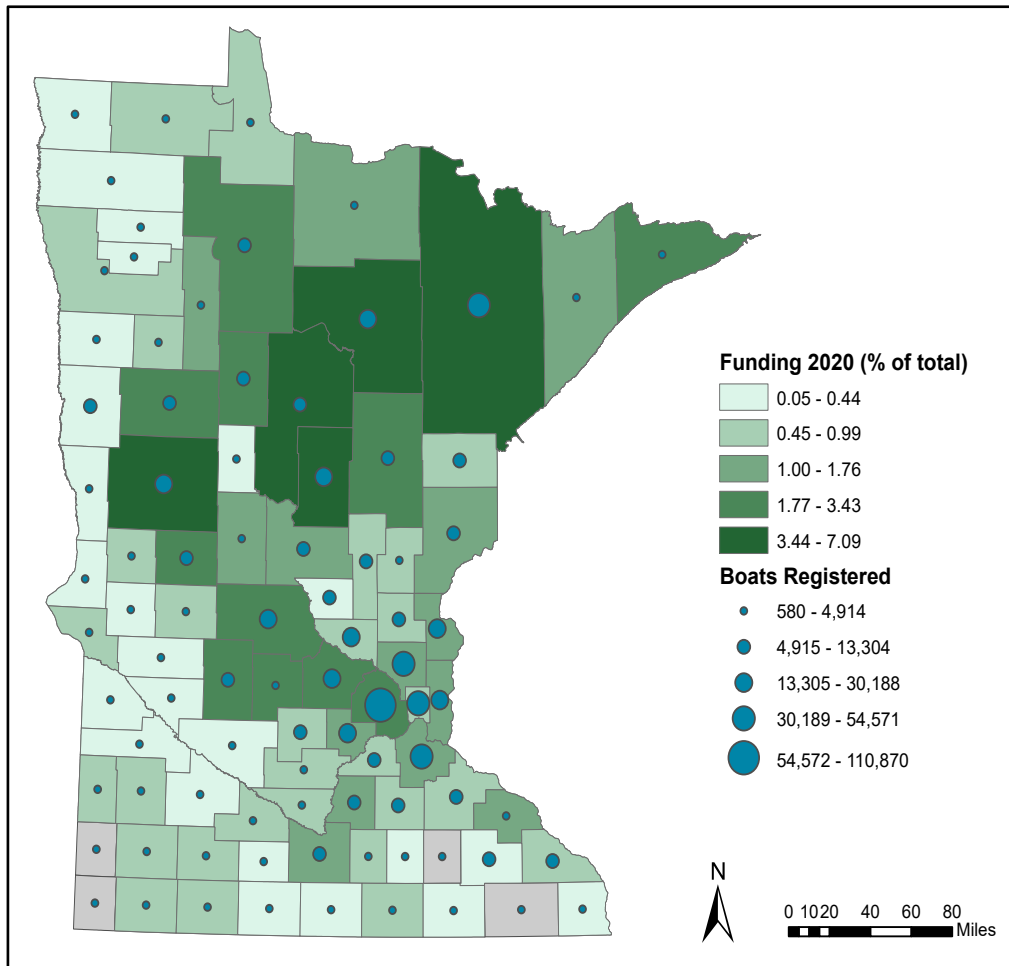 Funding 2020 (% of total)
0.05 - 0.44
0.45 - 0.99
1.00 - 1.76
1.77 - 3.43
3.44 - 7.09
Boats Registered
580 - 4,914
4,915 - 13,304
13,305 - 30,188
30,189 - 54,571
54,572 - 110,870
N
0 10 20 40 60 80
Miles